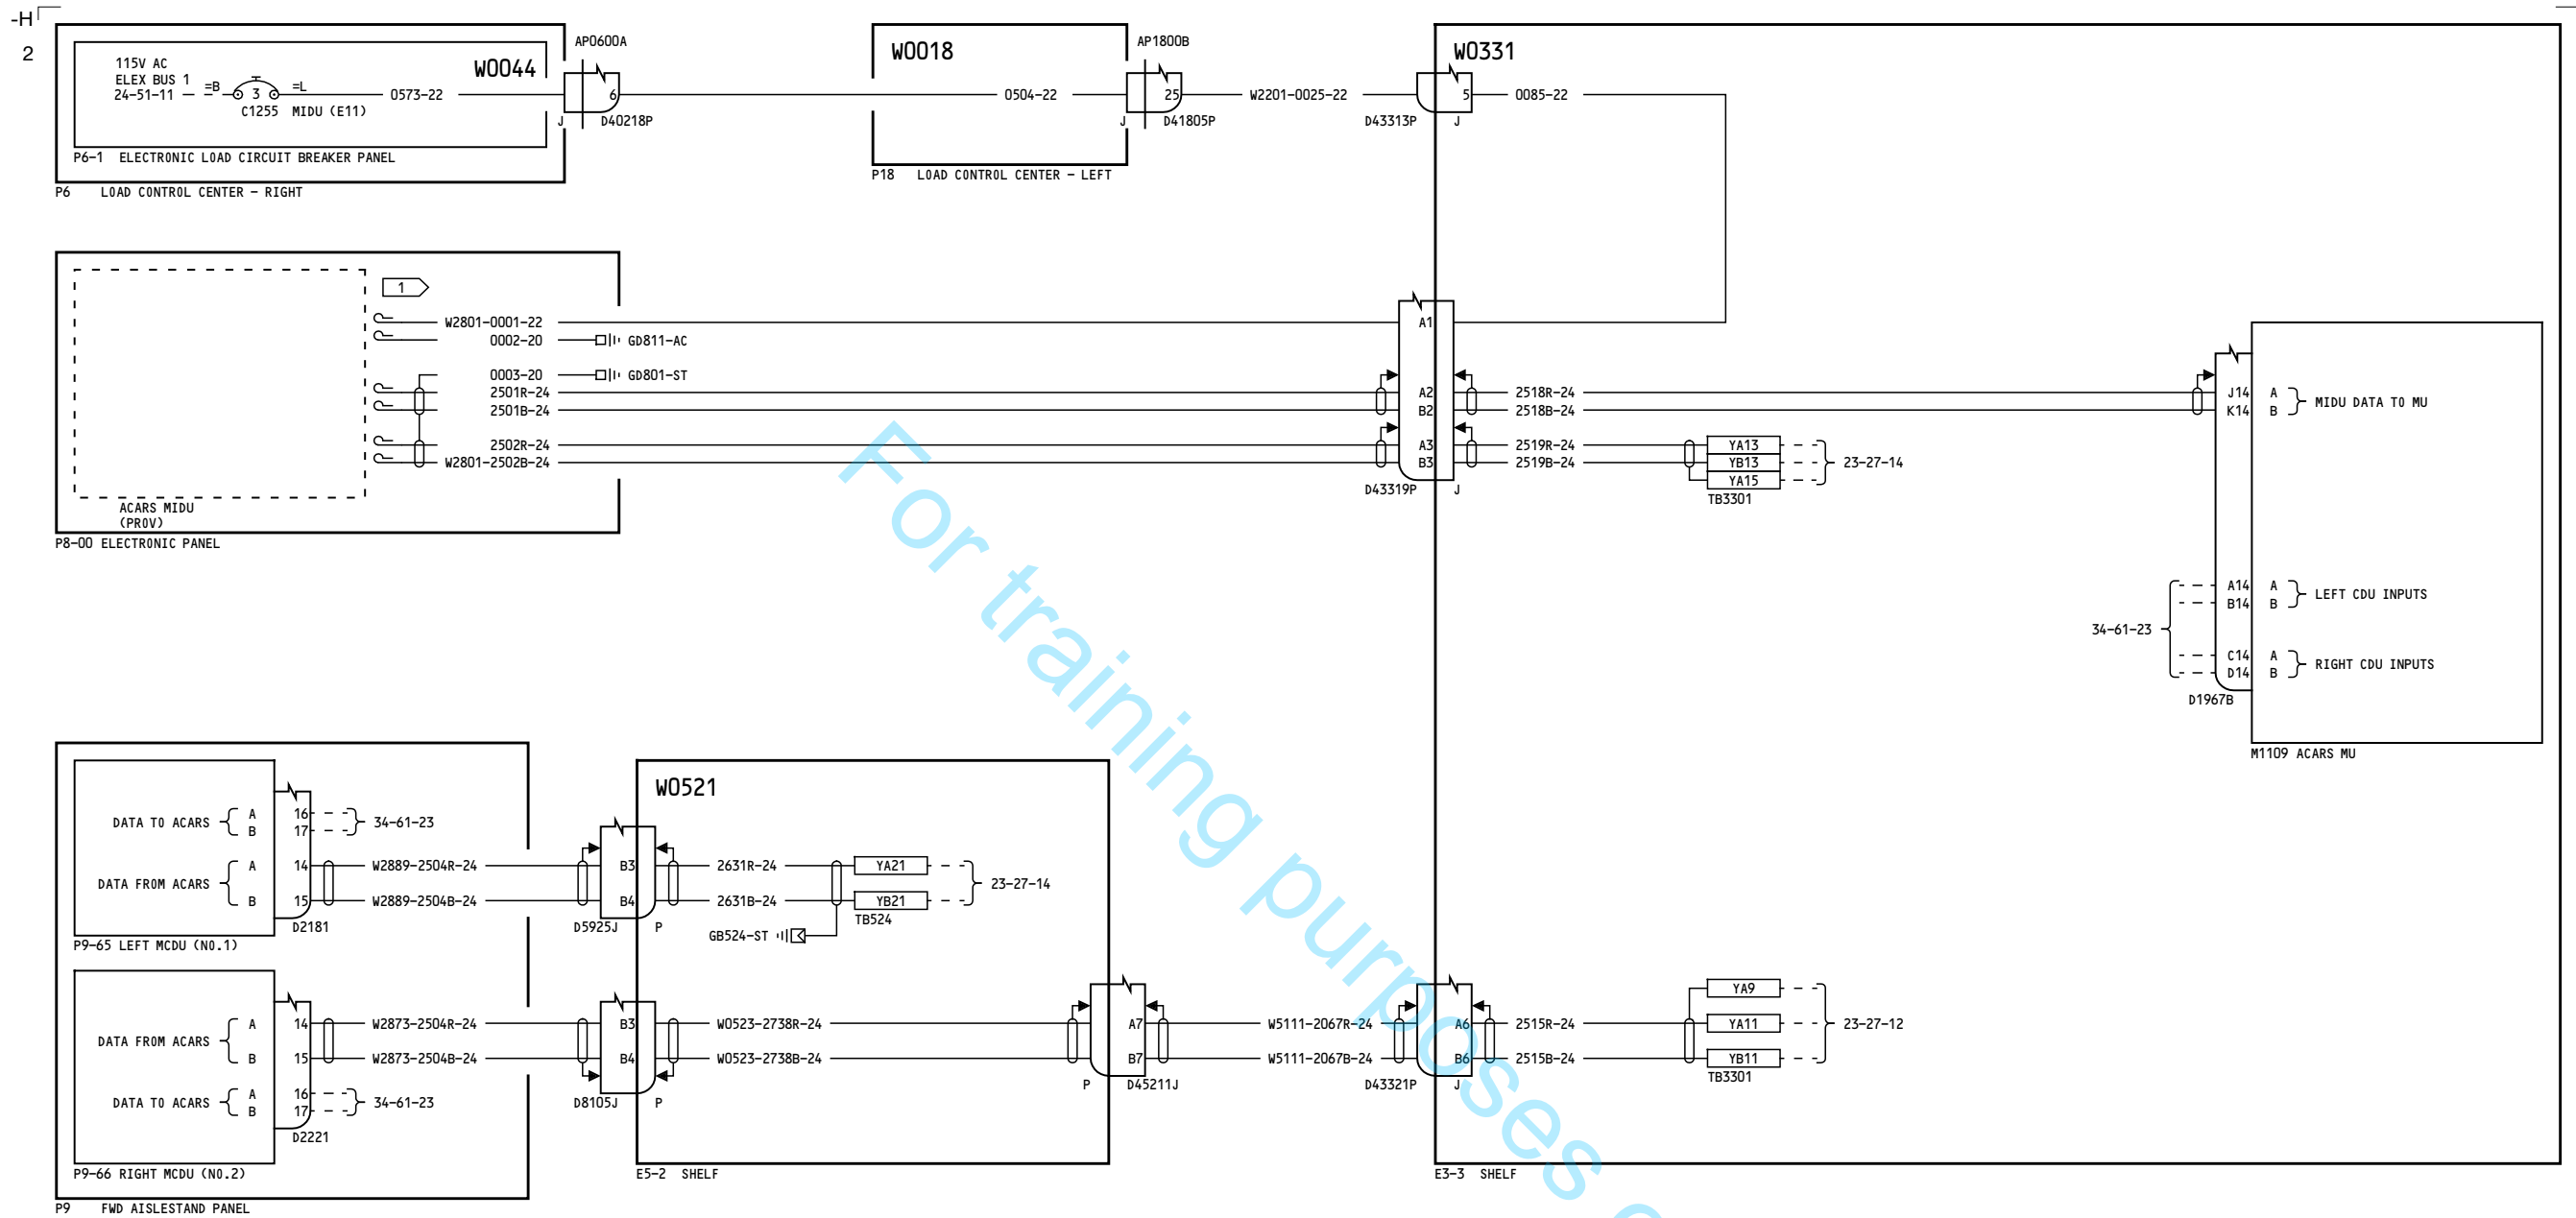 -H
2
115V AC
ELEX BUS 1
24-51-11
=B
3
=L
C1255 MIDU (E11)
0573-22
W0044
P6-1 ELECTRONIC LOAD CIRCUIT BREAKER PANEL
P6 LOAD CONTROL CENTER - RIGHT
AP0600A
6
J D40218P
W0018
0504-22
P18 LOAD CONTROL CENTER - LEFT
AP1800B
25
J D41805P
W2201-0025-22
W0331
5
D43313P J
0085-22
1
W2801-0001-22
0002-20
GD811-AC
0003-20
GD801-ST
2501R-24
2501B-24
2502R-24
W2801-2502B-24
ACARS MIDU
(PROV)
P8-00 ELECTRONIC PANEL
A1
A2
B2
A3
B3
D43319P J
2518R-24
2518B-24
2519R-24
2519B-24
YA13
YB13
YA15
TB3301
23-27-14
J14 A
K14 B
MIDU DATA TO MU
A14 A
B14 B
LEFT CDU INPUTS
34-61-23
C14 A
D14 B
RIGHT CDU INPUTS
D1967B
M1109 ACARS MU
DATA TO ACARS
A 16
B 17
34-61-23
DATA FROM ACARS
A 14
B 15
W2889-2504R-24
W2889-2504B-24
D2181
P9-65 LEFT MCDU (NO.1)
DATA FROM ACARS
A 14
B 15
W2873-2504R-24
W2873-2504B-24
DATA TO ACARS
A 16
B 17
34-61-23
D2221
P9-66 RIGHT MCDU (NO.2)
P9 FWD AISLESTAND PANEL
W0521
B3
B4
D5925J P
2631R-24
2631B-24
YA21
YB21
TB524
23-27-14
GB524-ST
B3
B4
D8105J P
W0523-2738R-24
W0523-2738B-24
E5-2 SHELF
A7
B7
P D45211J
W5111-2067R-24
W5111-2067B-24
A6
B6
D43321P J
2515R-24
2515B-24
YA9
YA11
YB11
TB3301
23-27-12
E3-3 SHELF
For training purposes